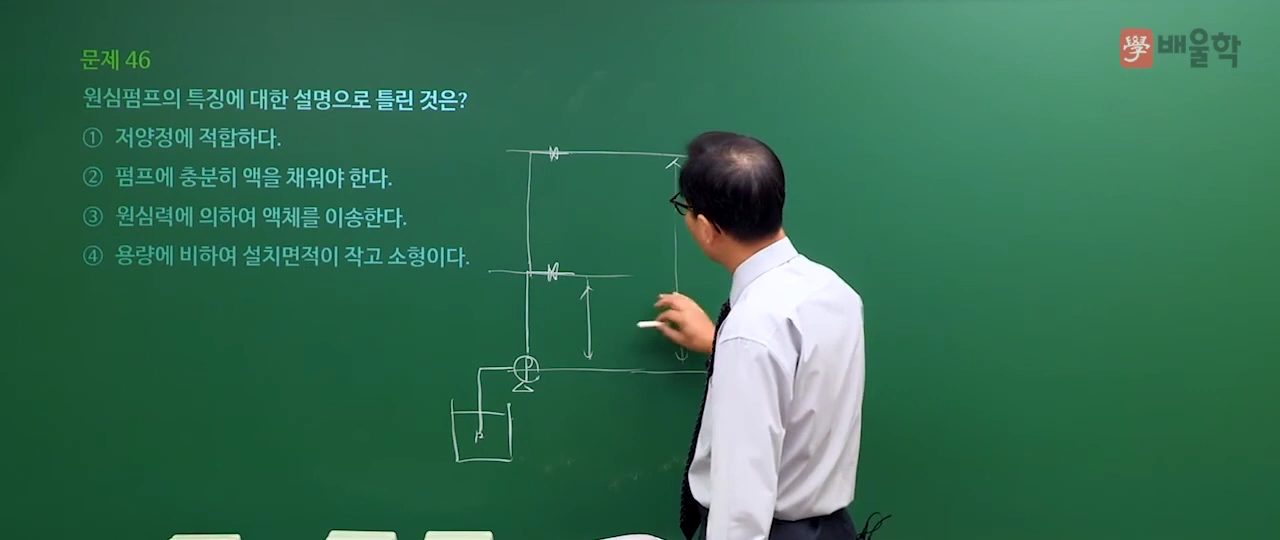 문제 46
원심펌프의 특징에 대한 설명으로 틀린 것은?
① 저양정에 적합하다.
② 펌프에 충분히 액을 채워야 한다.
③ 원심력에 의하여 액체를 이송한다.
④ 용량에 비하여 설치면적이 작고 소형이다.
學 배울학
P